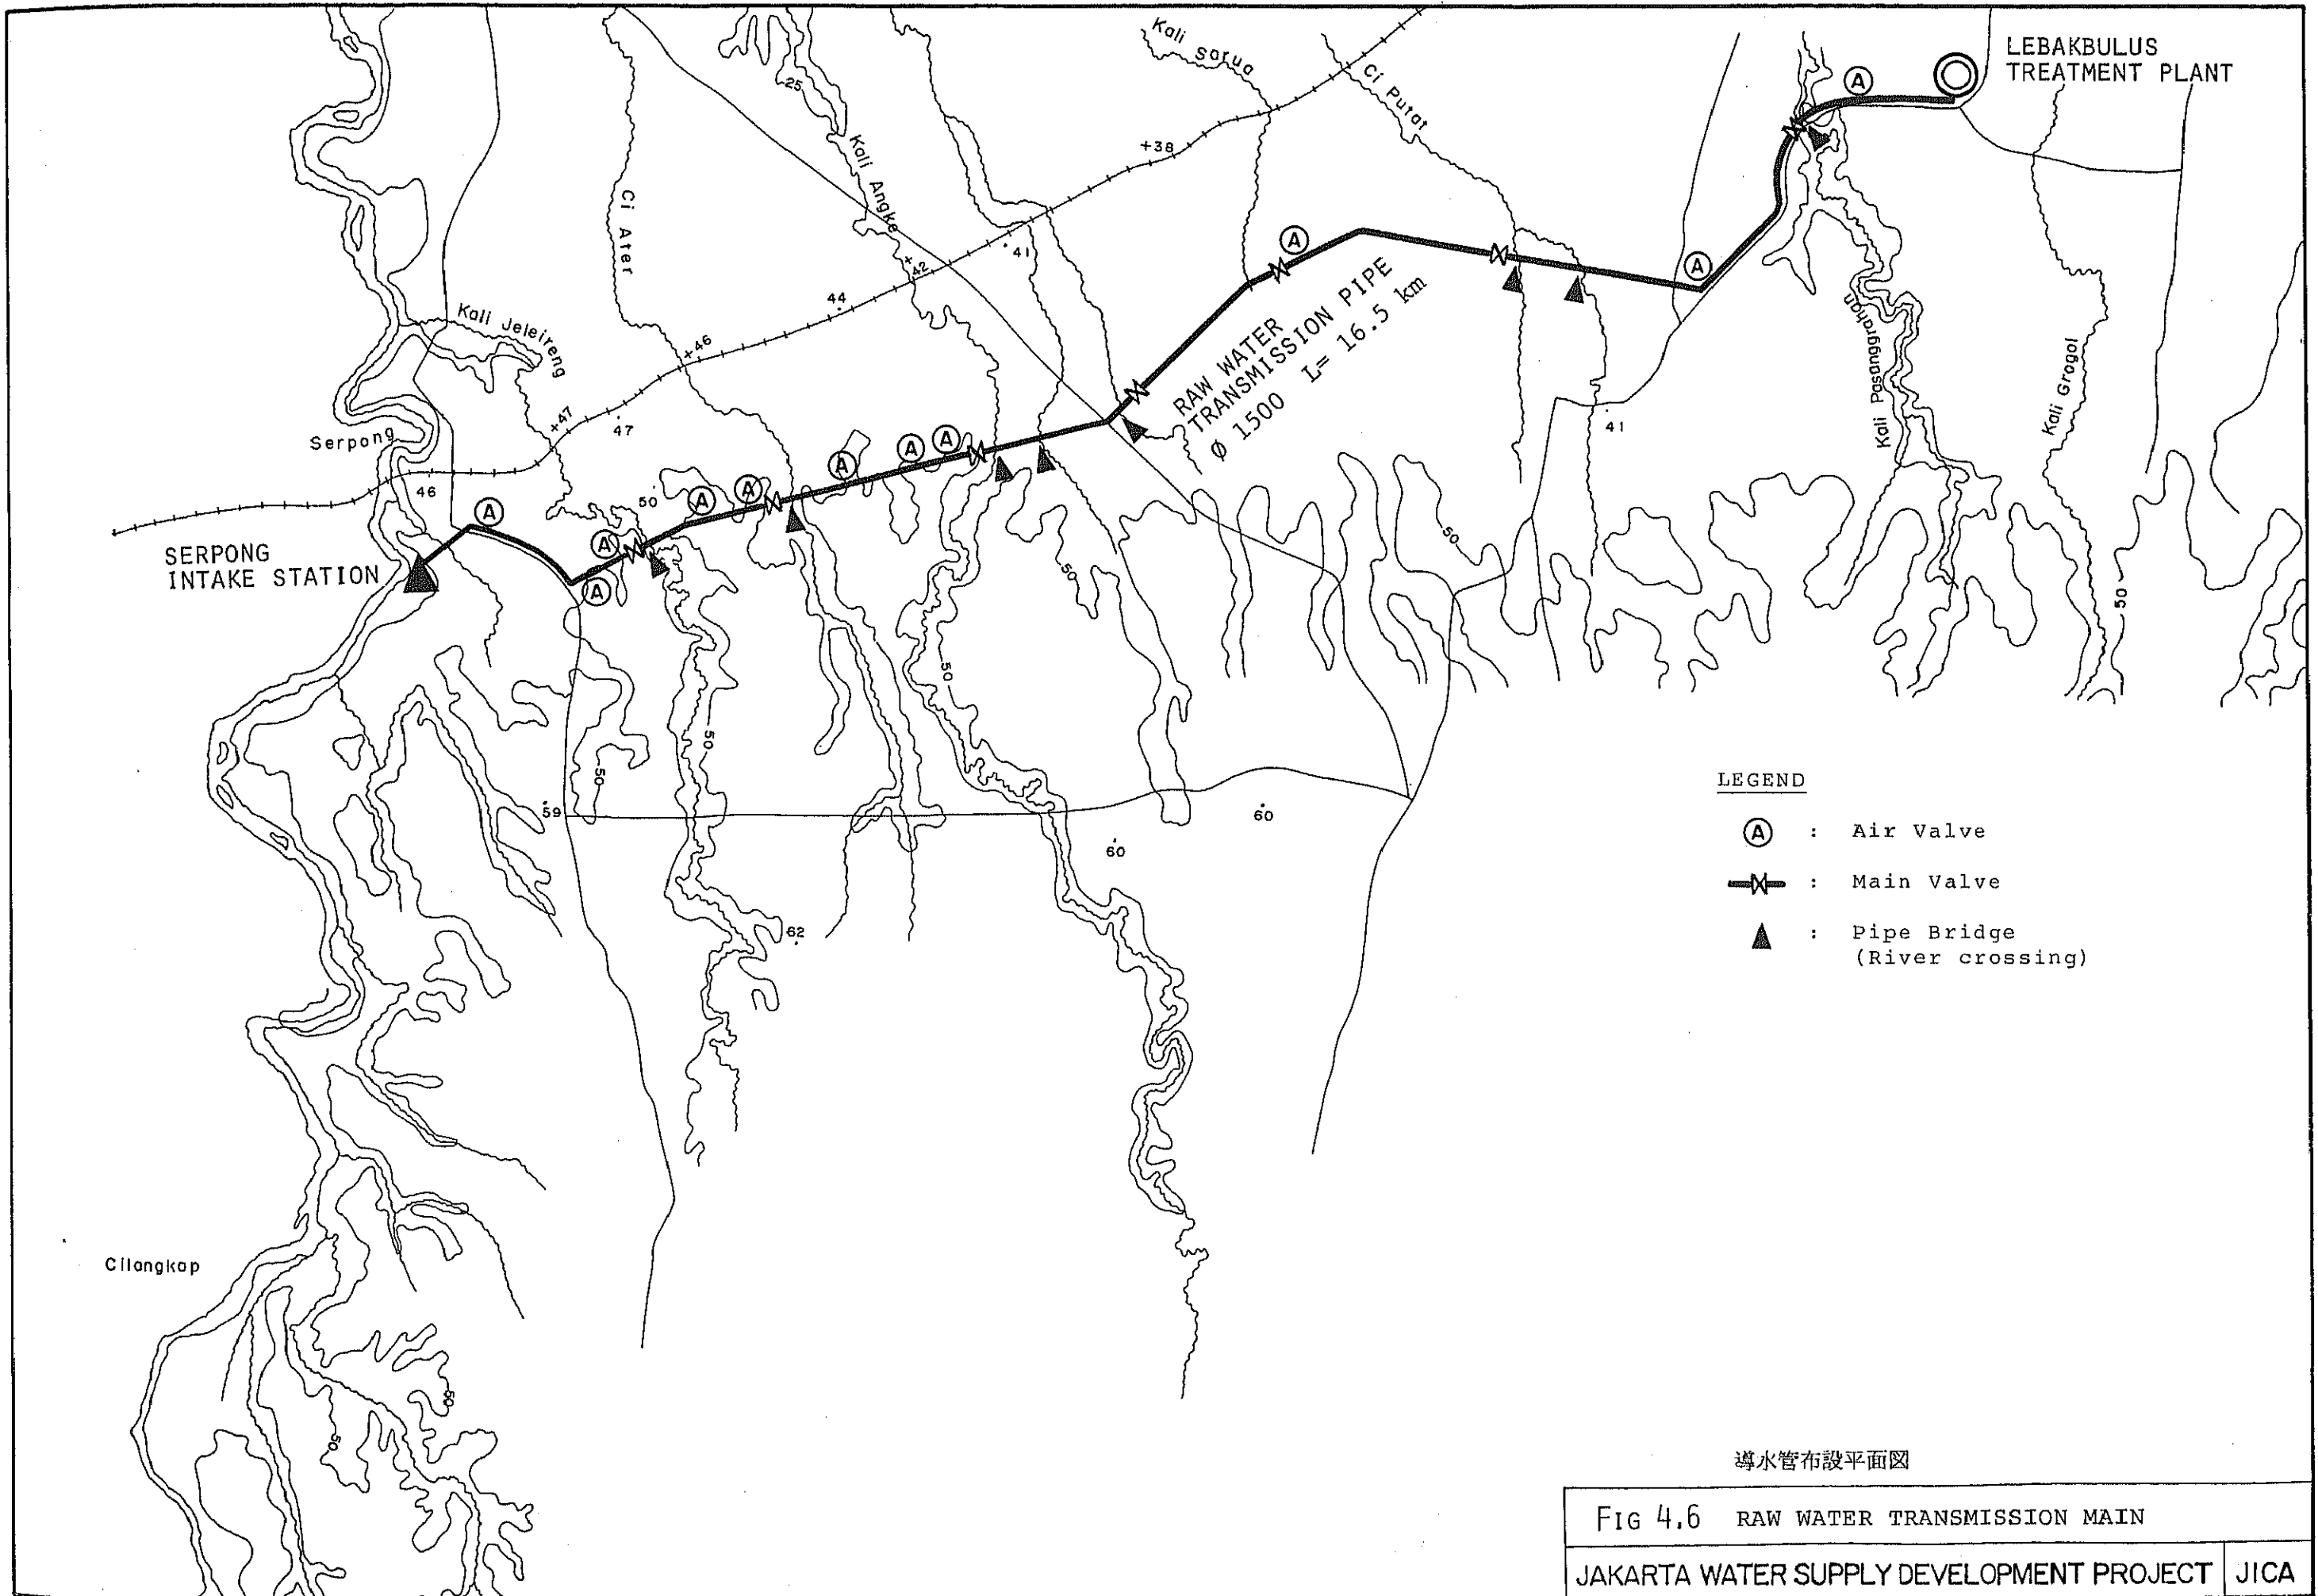 LEBAKBULUS
TREATMENT PLANT
A
Kali Sarua
Ci Putat
25
Kali Angke
+38
Ci Ater
41
+42
A
A
44
Kali Jeleireng
RAW WATER
TRANSMISSION PIPE
Ø 1500 L= 16.5 km
+46
Kali Pasanggrahan
Kali Grogol
+47
47
41
Serpong
A
A
A
46
50
A
A
A
A
A
50
SERPONG
INTAKE STATION
50
50
50
50
50
59
60
60
62
LEGEND
A : Air Valve
: Main Valve
: Pipe Bridge
(River crossing)
Cilangkap
50
50
導水管布設平面図
FIG 4.6 RAW WATER TRANSMISSION MAIN
JAKARTA WATER SUPPLY DEVELOPMENT PROJECT
JICA